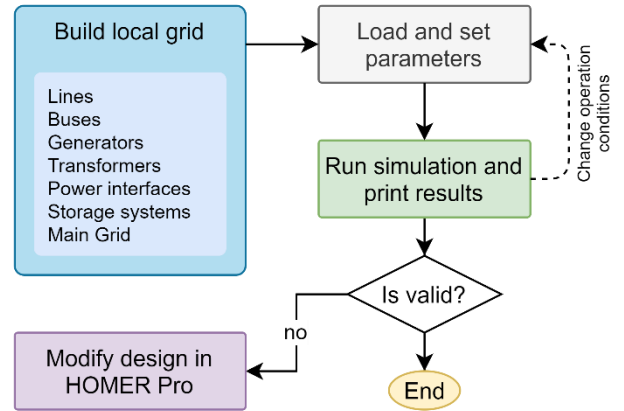 Build local grid
Lines
Buses
Generators
Transformers
Power interfaces
Storage systems
Main Grid
Load and set
parameters
Change operation
conditions
Run simulation and
print results
Is valid?
no
Modify design in
HOMER Pro
End